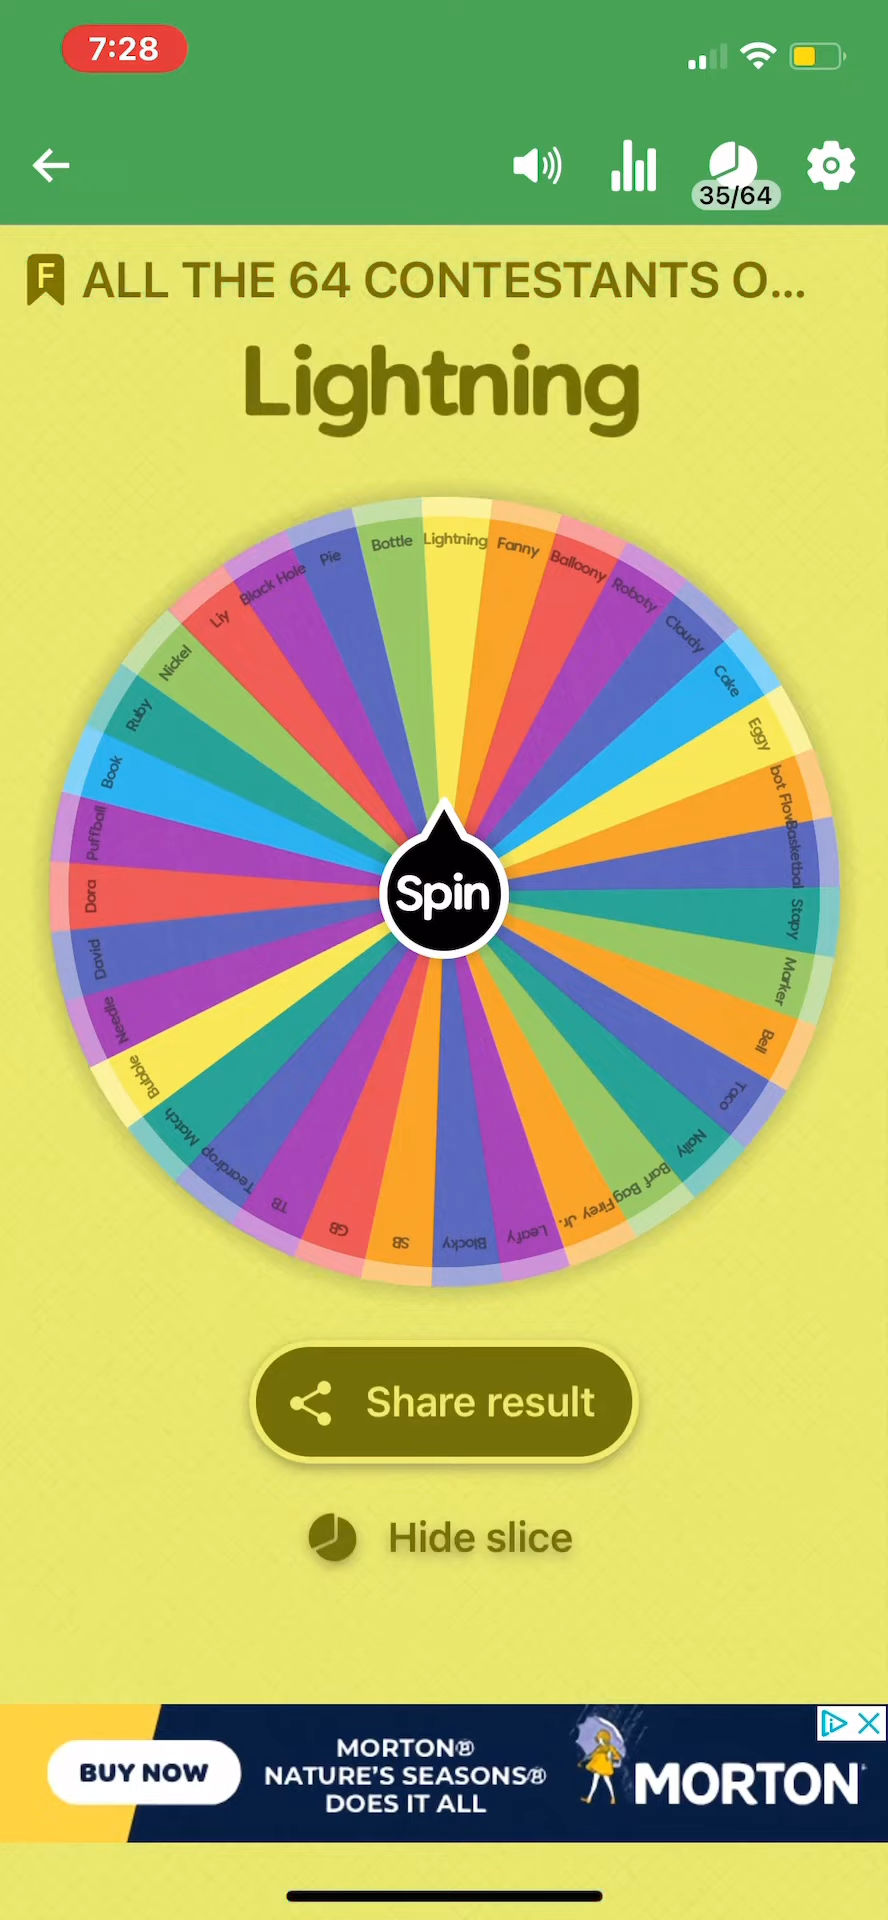 7:28
35/64
F ALL THE 64 CONTESTANTS O...
Lightning
Lightning
Fanny
Balloony
Roboty
Cloudy
Cake
Eggy
bot Flow
Basketbal
Stapy
Marker
Bell
Taco
Naily
Barf Bag
Firey Jr.
Leafy
Blocky
SB
GB
TB
Teardrop
Match
Bubble
Needle
David
Dora
Puffball
Book
Ruby
Nickel
Liy
Black Hole
Pie
Bottle
Spin
Share result
Hide slice
BUY NOW
MORTON®
NATURE'S SEASONS®
DOES IT ALL
MORTON